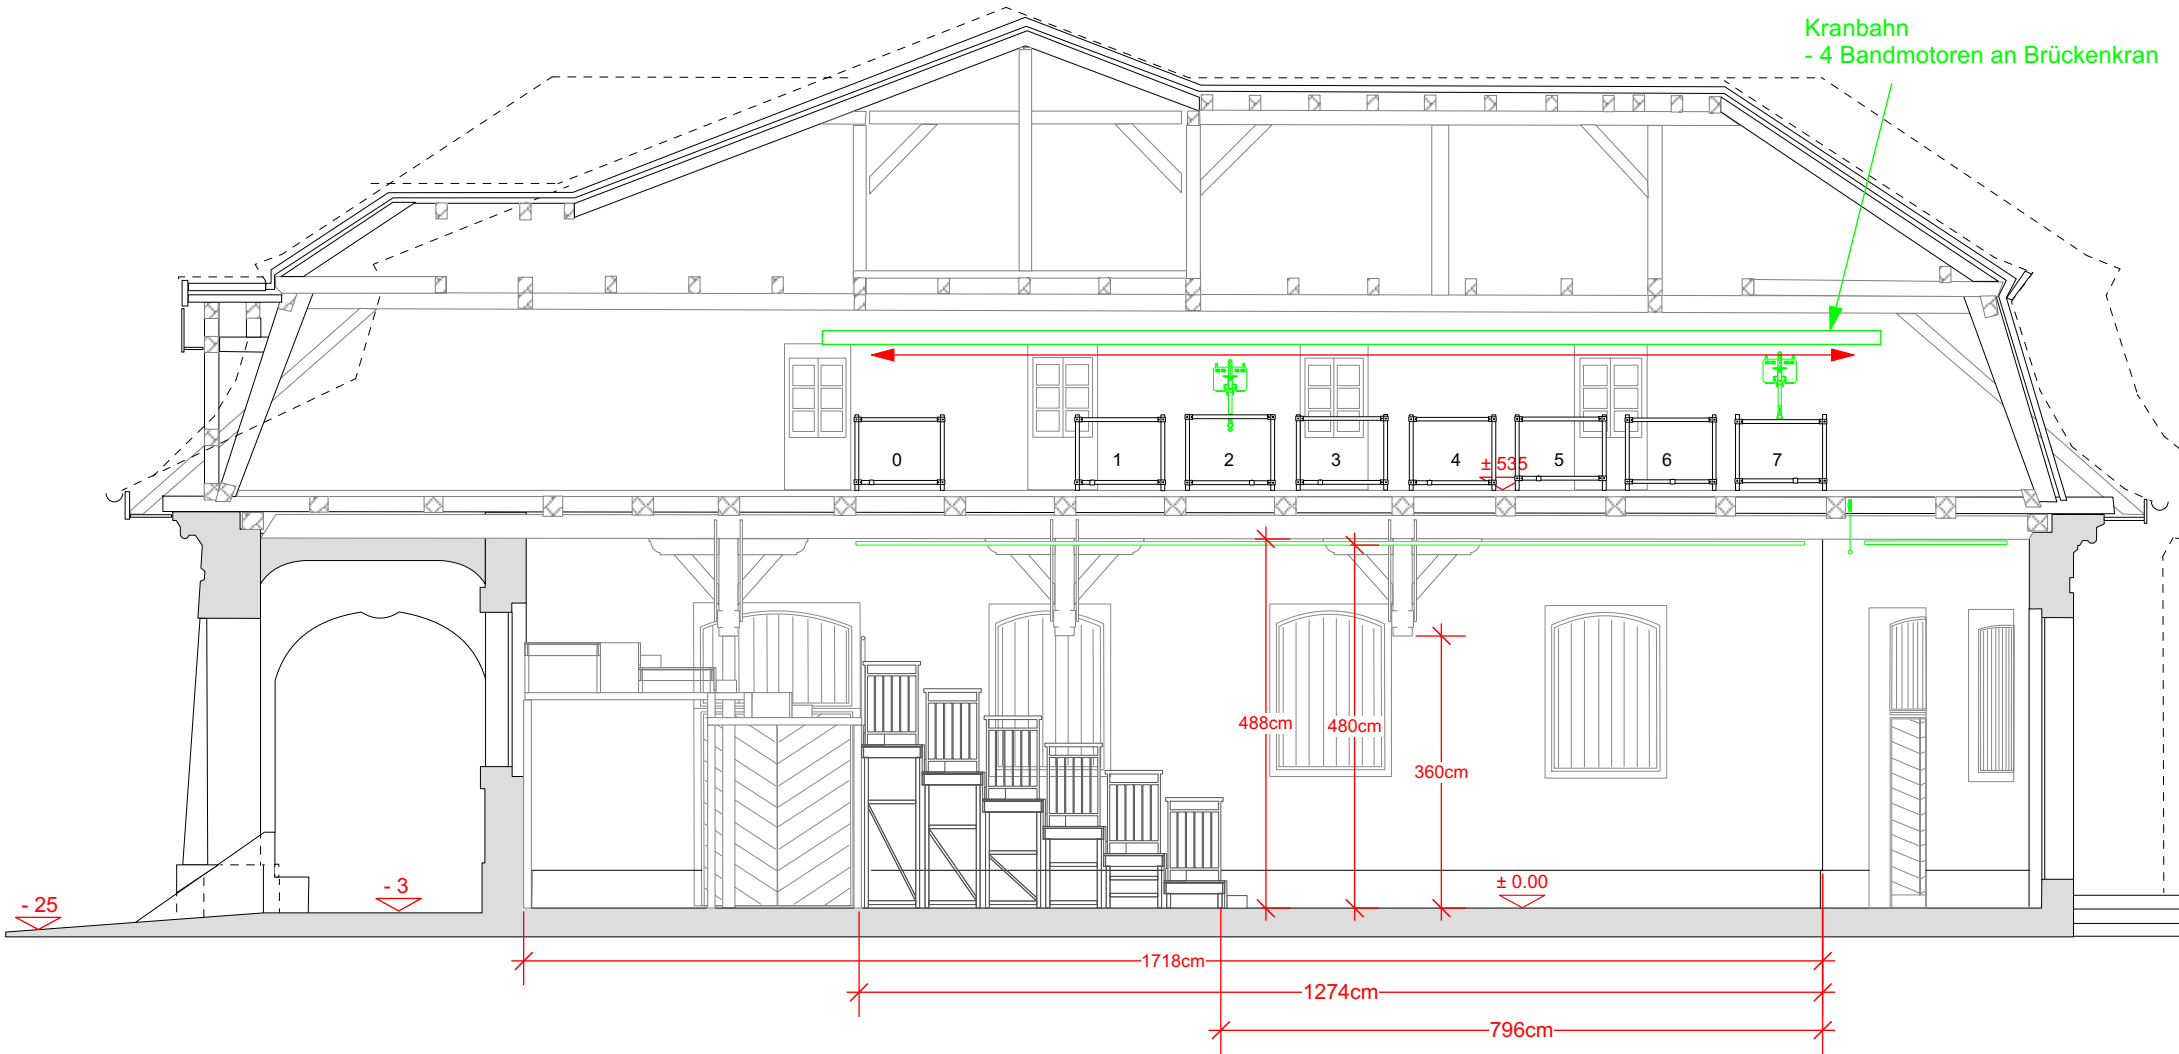 Kranbahn
- 4 Bandmotoren an Brückenkran
0
1
2
3
4
± 535
5
6
7
488cm
480cm
360cm
± 0.00
- 3
- 25
1718cm
1274cm
796cm